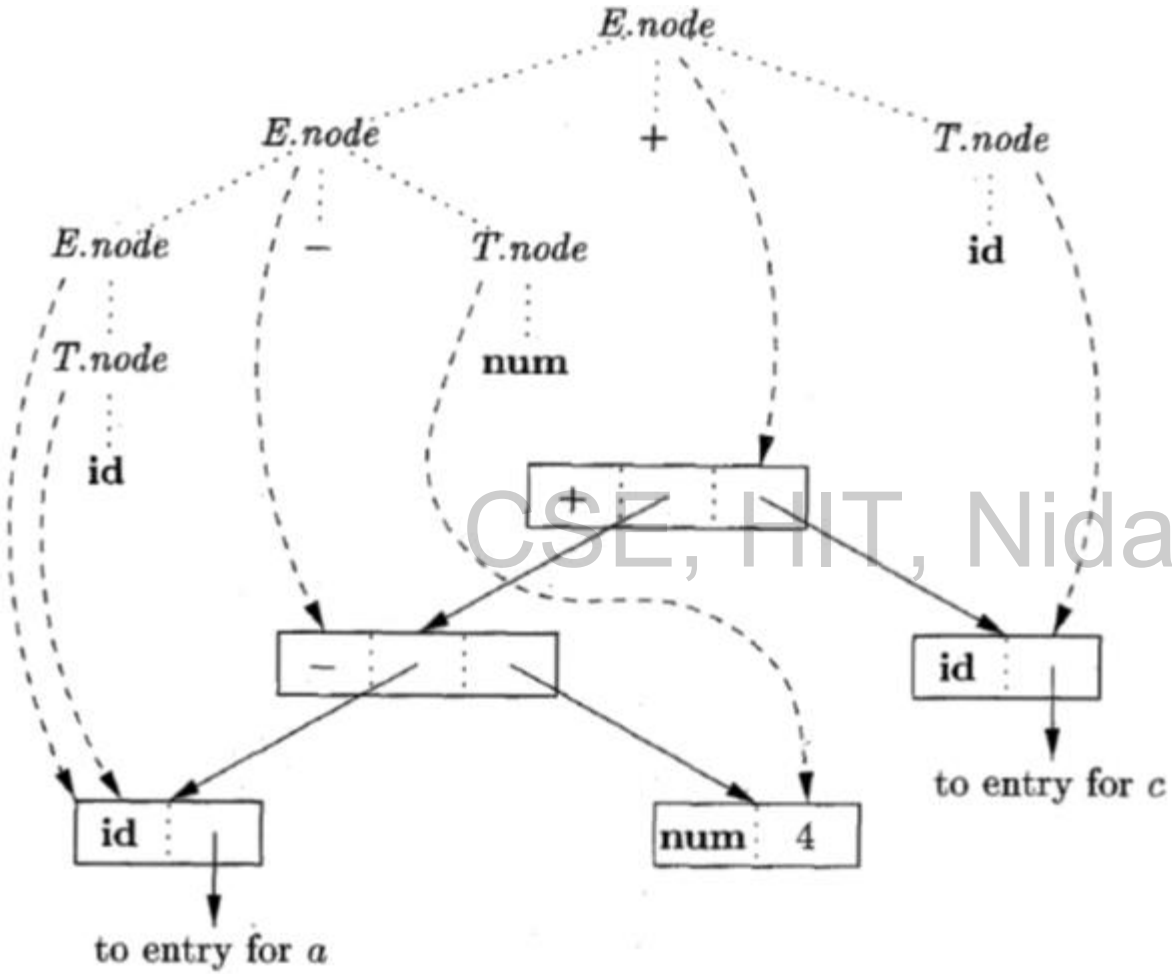 E.node
E.node + T.node
E.node − T.node id
T.node num
id
+
CSE, HIT, Nida
− id
to entry for c
id num 4
to entry for a